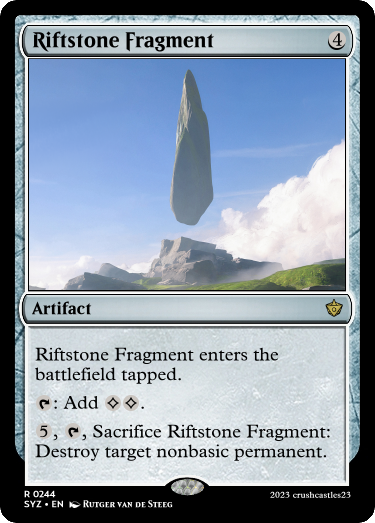 Riftstone Fragment 4
Artifact
Riftstone Fragment enters the
battlefield tapped.
: Add .
5, , Sacrifice Riftstone Fragment:
Destroy target nonbasic permanent.
R 0244
SYZ • EN Rutger van de Steeg
2023 crushcastles23